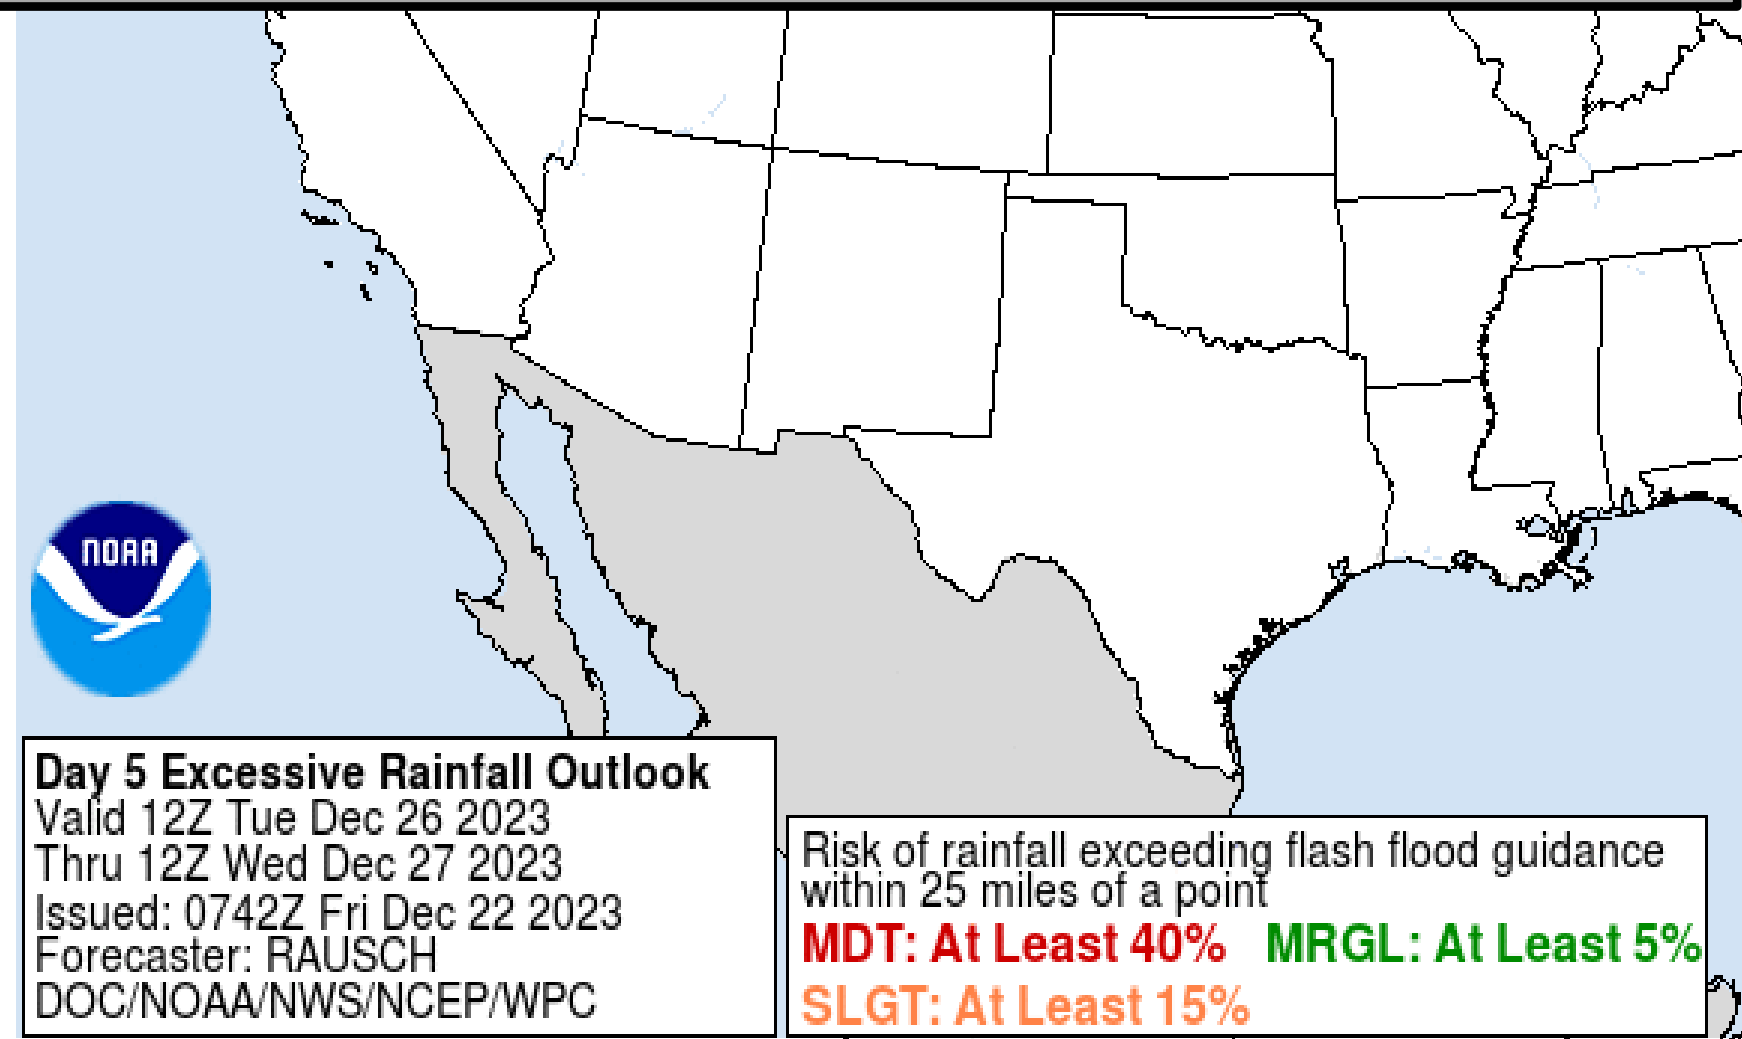 NOAA
Day 5 Excessive Rainfall Outlook
Valid 12Z Tue Dec 26 2023
Thru 12Z Wed Dec 27 2023
Issued: 0742Z Fri Dec 22 2023
Forecaster: RAUSCH
DOC/NOAA/NWS/NCEP/WPC
Risk of rainfall exceeding flash flood guidance
within 25 miles of a point
MDT: At Least 40% MRGL: At Least 5%
SLGT: At Least 15%